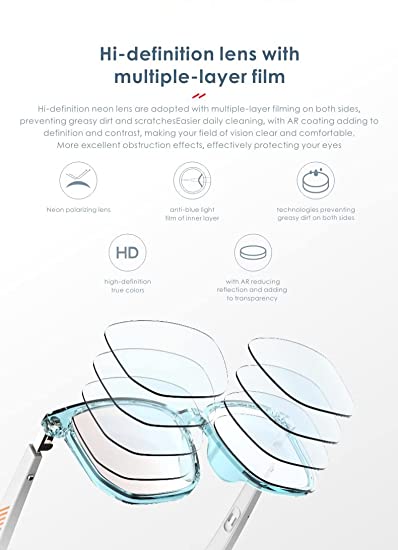 Hi-definition lens with
multiple-layer film
Hi-definition neon lens are adopted with multiple-layer filming on both sides,
preventing greasy dirt and scratchesEasier daily cleaning, with AR coating adding to
definition and contrast, making your field of vision clear and comfortable.
More excellent obstruction effects, effectively protecting your eyes
Neon polarizing lens
anti-blue light
film of inner layer
technologies preventing
greasy dirt on both sides
HD
high-definition
true colors
with AR reducing
reflection and adding
to transparency